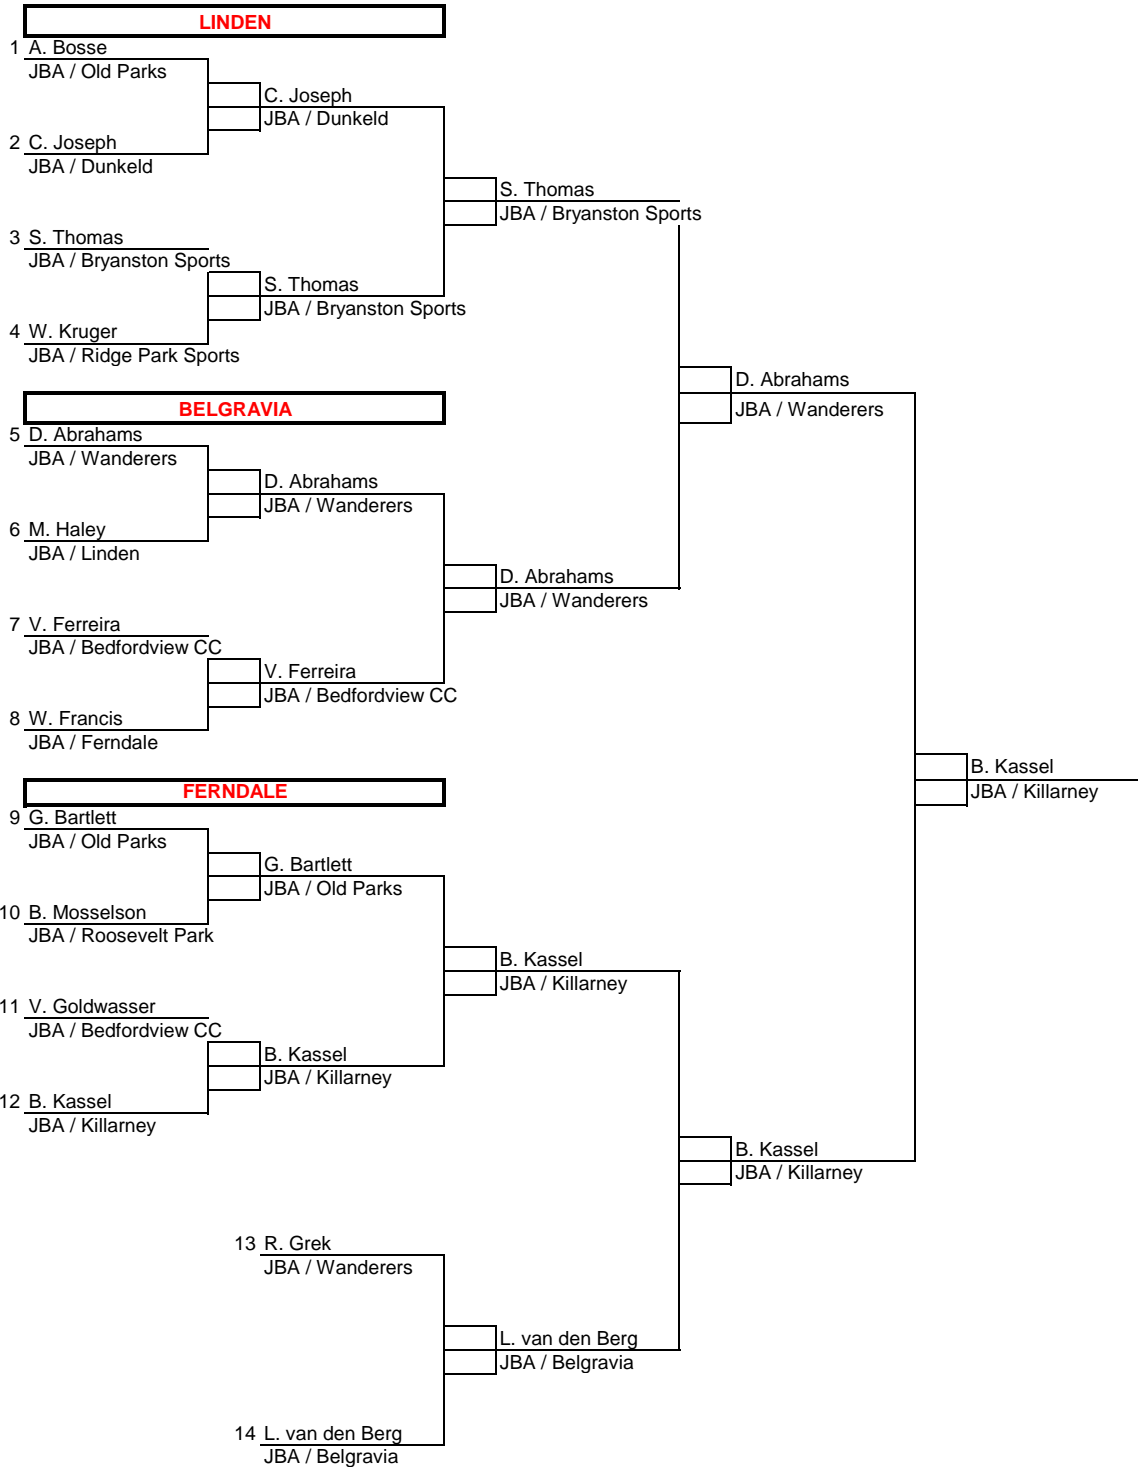 LINDEN
1 A. Bosse
JBA / Old Parks
C. Joseph
JBA / Dunkeld
2 C. Joseph
JBA / Dunkeld
S. Thomas
JBA / Bryanston Sports
3 S. Thomas
JBA / Bryanston Sports
S. Thomas
JBA / Bryanston Sports
4 W. Kruger
JBA / Ridge Park Sports
D. Abrahams
JBA / Wanderers
BELGRAVIA
5 D. Abrahams
JBA / Wanderers
D. Abrahams
JBA / Wanderers
6 M. Haley
JBA / Linden
D. Abrahams
JBA / Wanderers
7 V. Ferreira
JBA / Bedfordview CC
V. Ferreira
JBA / Bedfordview CC
8 W. Francis
JBA / Ferndale
B. Kassel
JBA / Killarney
FERNDALE
9 G. Bartlett
JBA / Old Parks
G. Bartlett
JBA / Old Parks
10 B. Mosselson
JBA / Roosevelt Park
B. Kassel
JBA / Killarney
11 V. Goldwasser
JBA / Bedfordview CC
B. Kassel
JBA / Killarney
12 B. Kassel
JBA / Killarney
B. Kassel
JBA / Killarney
13 R. Grek
JBA / Wanderers
L. van den Berg
JBA / Belgravia
14 L. van den Berg
JBA / Belgravia